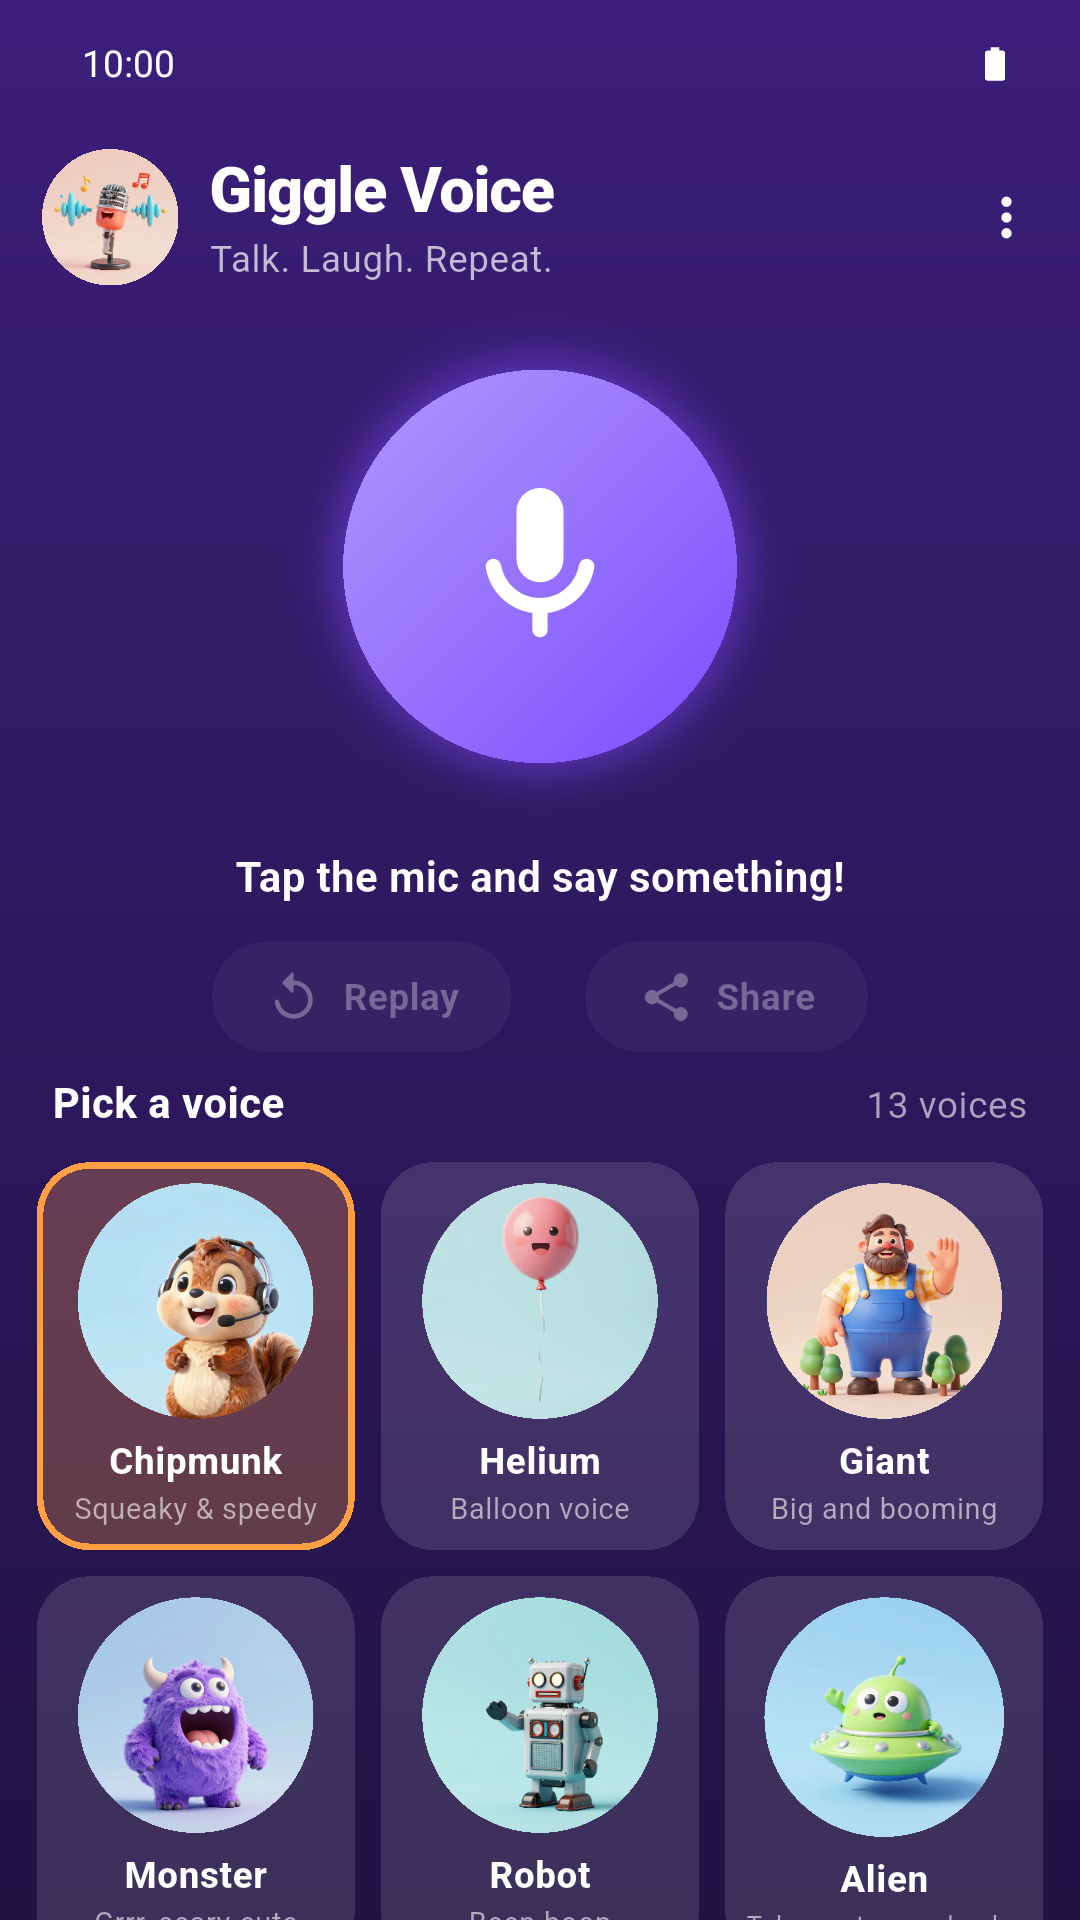 10:00
Giggle Voice
Talk. Laugh. Repeat.
Tap the mic and say something!
Replay
Share
Pick a voice
13 voices
Chipmunk
Helium
Giant
Squeaky & speedy
Balloon voice
Big and booming
Monster
Robot
Alien